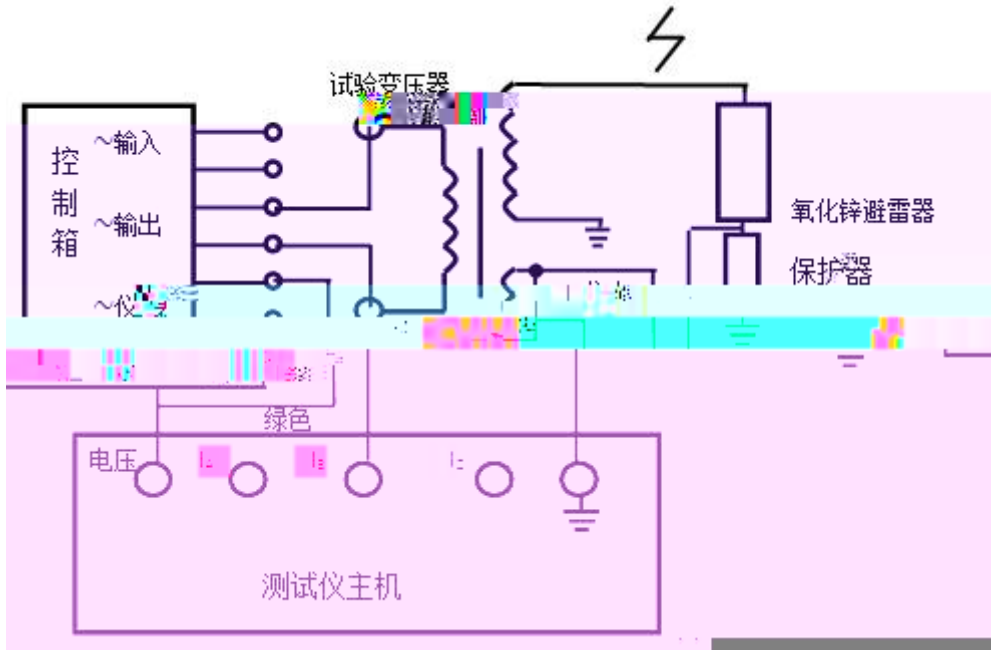 试验变压器
控制箱
~输入
~输出
氧化锌避雷器
保护器
绿色
电压
测试仪主机